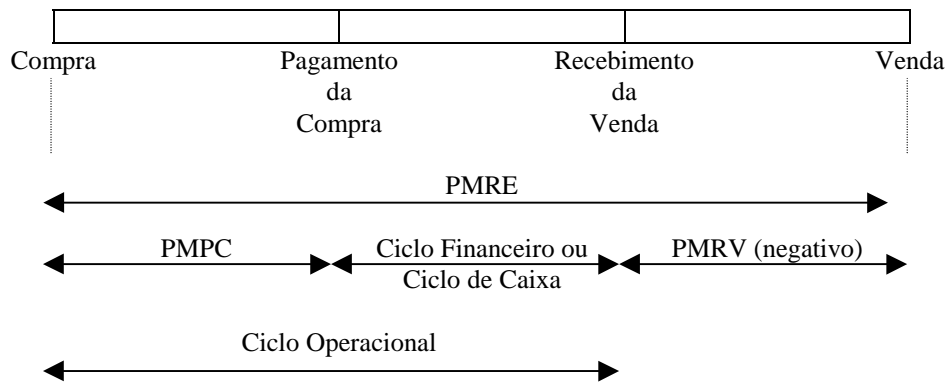 Compra Pagamento Recebimento Venda
da da
Compra Venda
PMRE
PMPC Ciclo Financeiro ou PMRV (negativo)
Ciclo de Caixa
Ciclo Operacional